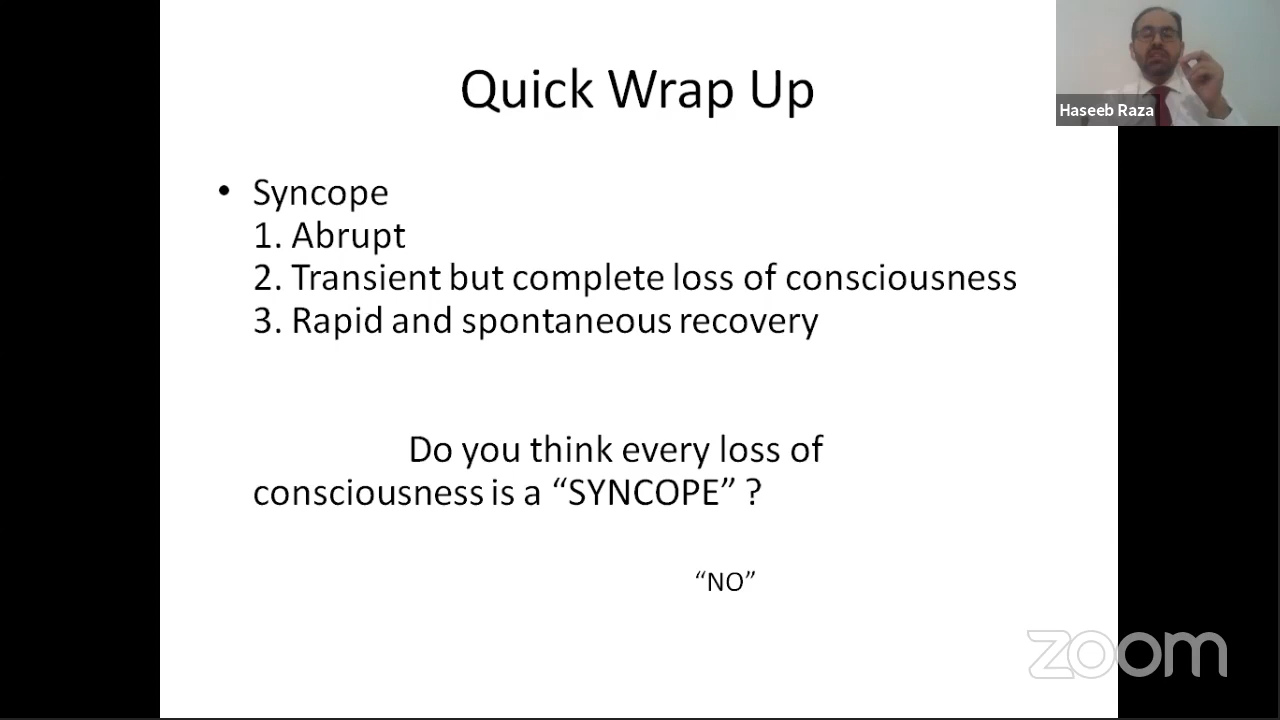 Quick Wrap Up
Haseeb Raza
• Syncope
1. Abrupt
2. Transient but complete loss of consciousness
3. Rapid and spontaneous recovery
Do you think every loss of
consciousness is a “SYNCOPE” ?
“NO”
zoom